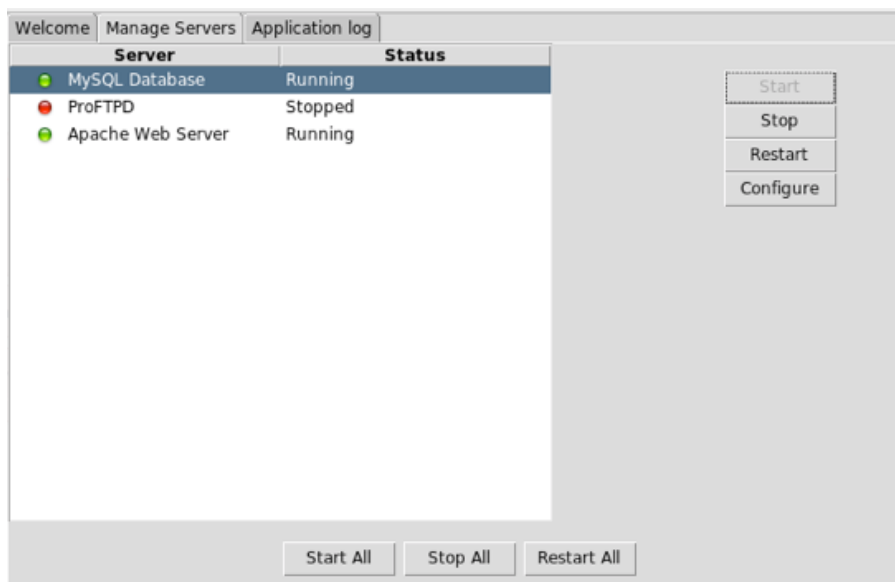 Welcome Manage Servers Application log
Server Status
MySQL Database Running
ProFTPD Stopped
Apache Web Server Running
Start
Stop
Restart
Configure
Start All Stop All Restart All